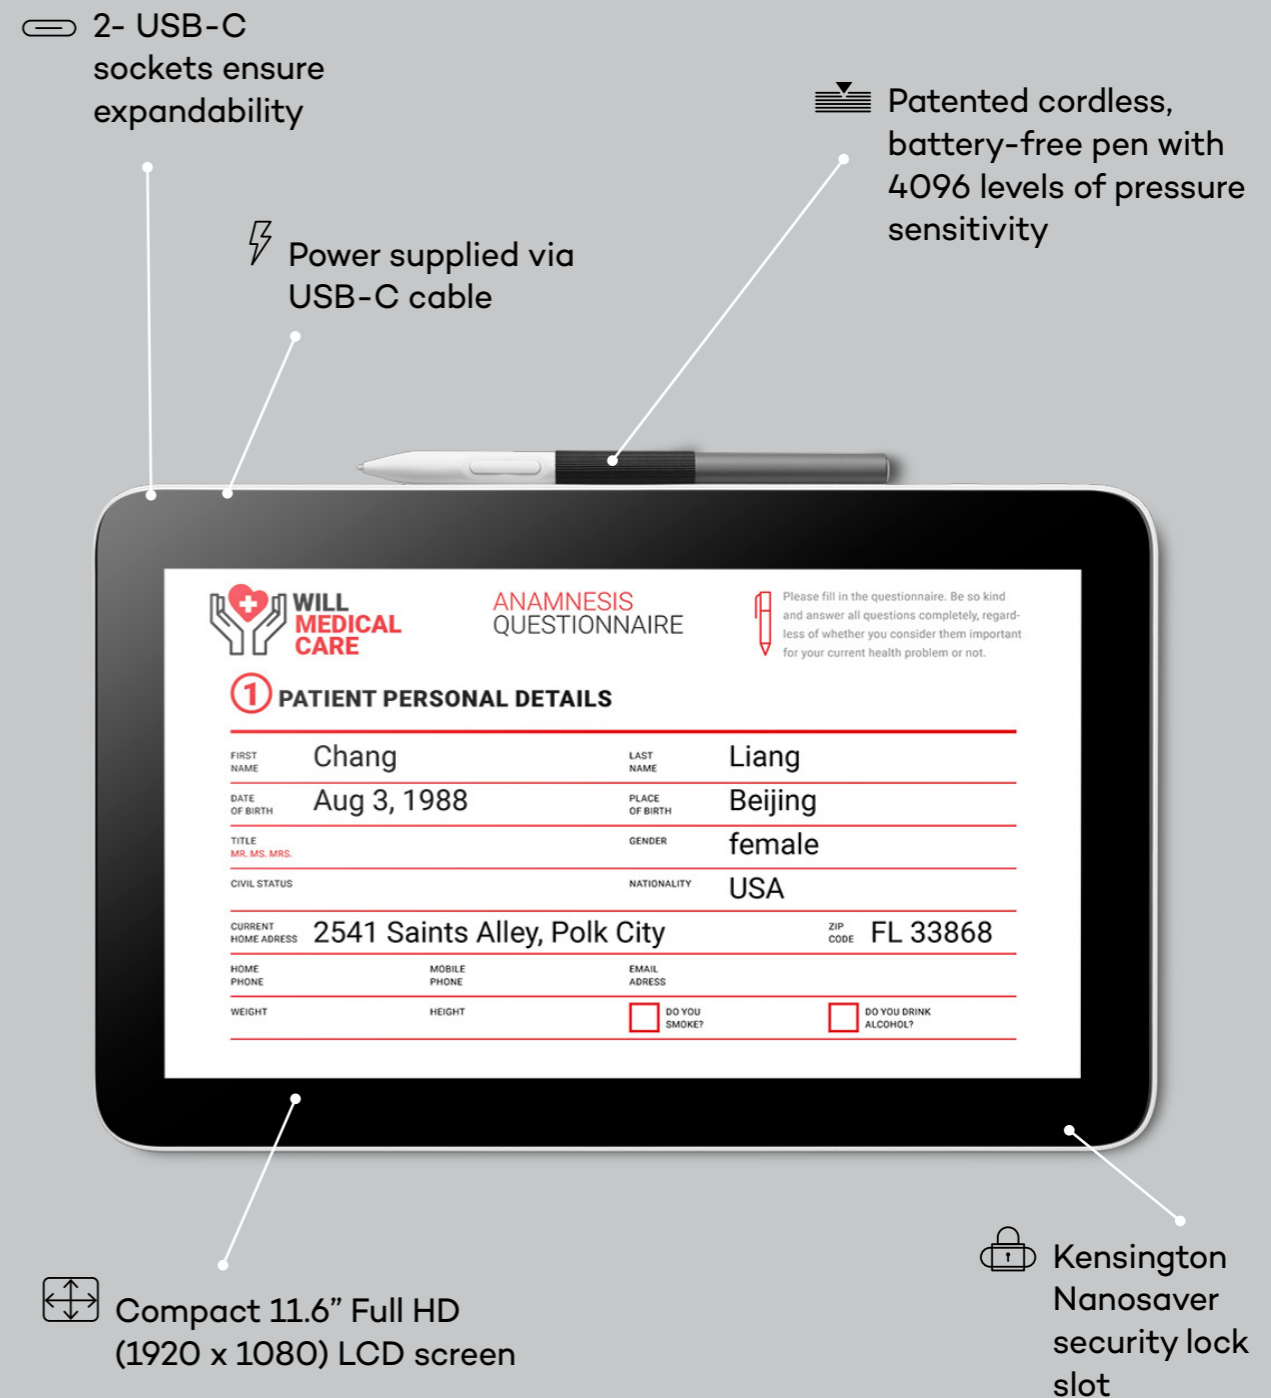 2- USB-C
sockets ensure
expandability
Patented cordless,
battery-free pen with
4096 levels of pressure
sensitivity
Power supplied via
USB-C cable
WILL
MEDICAL
CARE
ANAMNESIS
QUESTIONNAIRE
Please fill in the questionnaire. Be so kind
and answer all questions completely, regard-
less of whether you consider them important
for your current health problem or not.
1 PATIENT PERSONAL DETAILS
FIRST
NAME
Chang
LAST
NAME
Liang
DATE
OF BIRTH
Aug 3, 1988
PLACE
OF BIRTH
Beijing
TITLE
MR. MS. MRS.
GENDER
female
CIVIL STATUS
NATIONALITY
USA
CURRENT
HOME ADRESS
2541 Saints Alley, Polk City
ZIP
CODE
FL 33868
HOME
PHONE
MOBILE
PHONE
EMAIL
ADRESS
WEIGHT
HEIGHT
DO YOU
SMOKE?
DO YOU DRINK
ALCOHOL?
Compact 11.6” Full HD
(1920 x 1080) LCD screen
Kensington
Nanosaver
security lock
slot